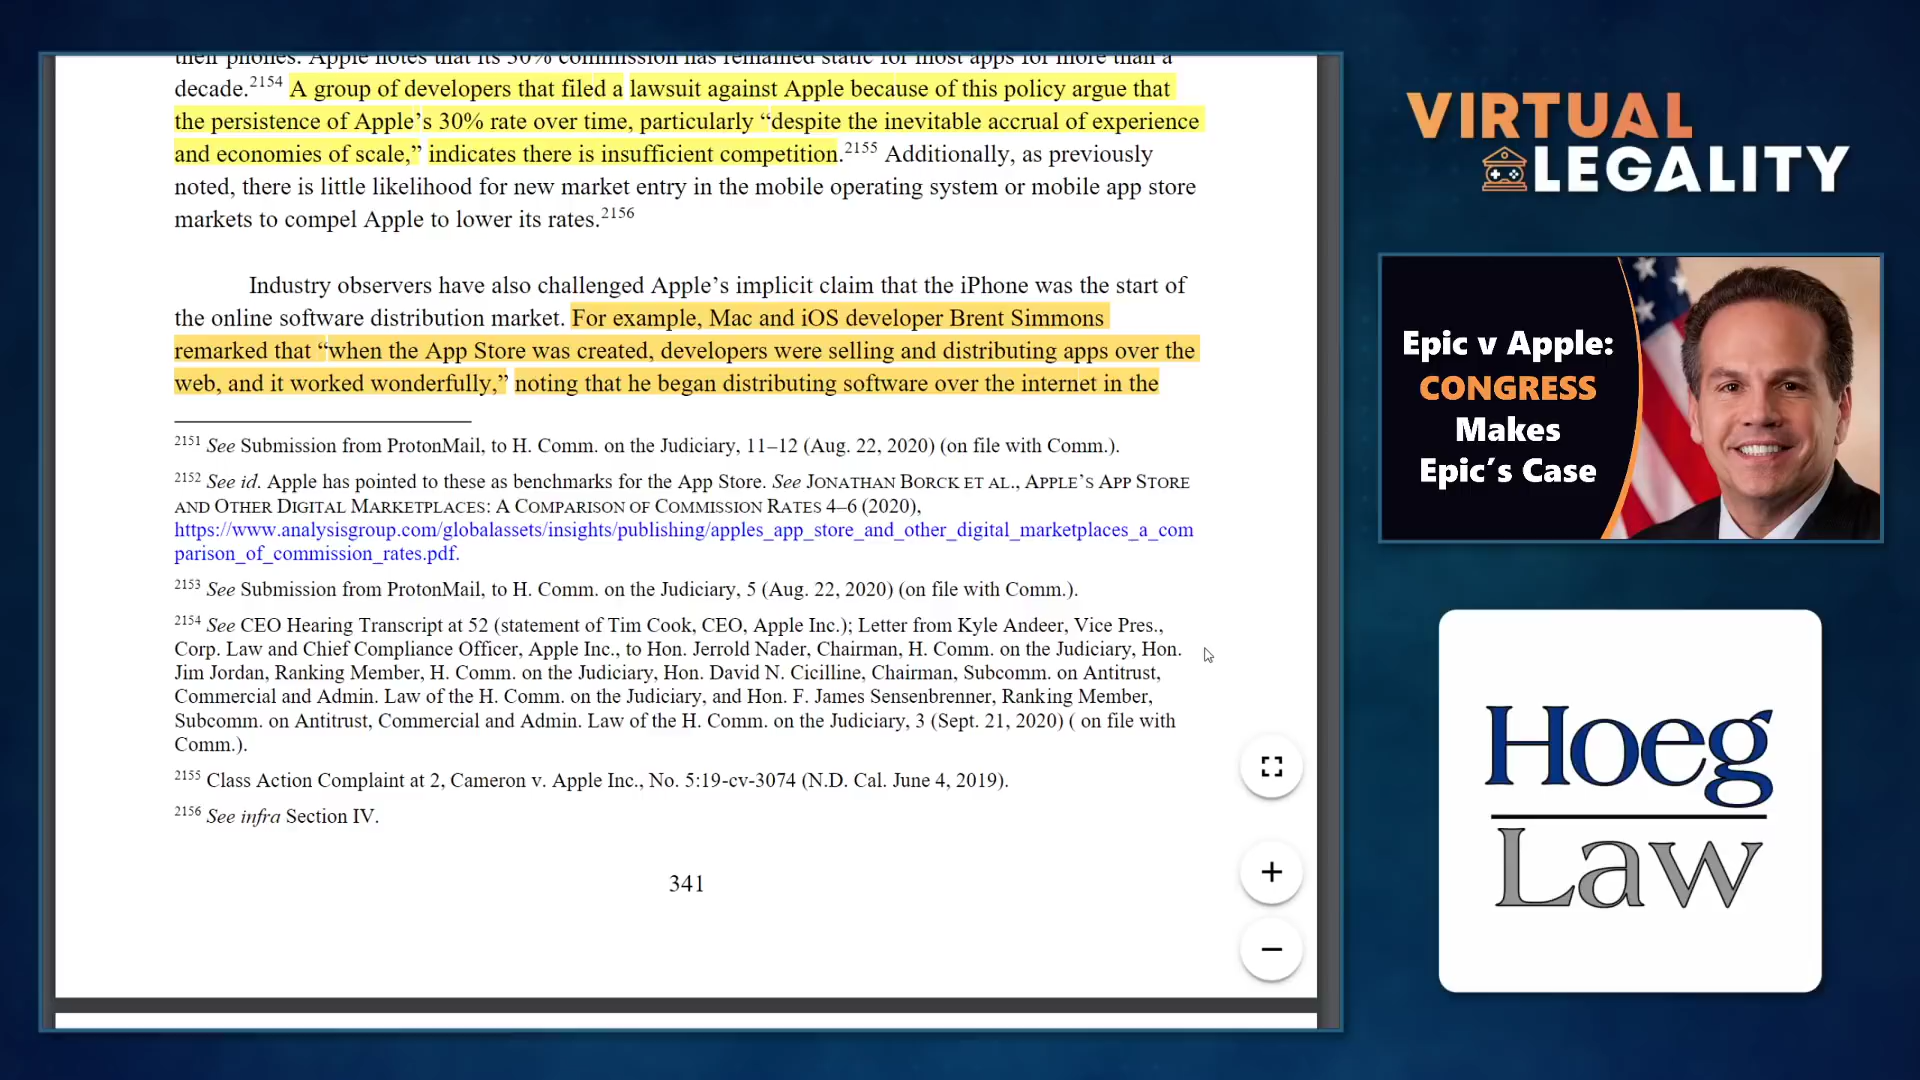 their phones. Apple notes that its 30% commission has remained static for most apps for more than a
decade.2154 A group of developers that filed a lawsuit against Apple because of this policy argue that
the persistence of Apple’s 30% rate over time, particularly “despite the inevitable accrual of experience
and economies of scale,” indicates there is insufficient competition.2155 Additionally, as previously
noted, there is little likelihood for new market entry in the mobile operating system or mobile app store
markets to compel Apple to lower its rates.2156
Industry observers have also challenged Apple’s implicit claim that the iPhone was the start of
the online software distribution market. For example, Mac and iOS developer Brent Simmons
remarked that “when the App Store was created, developers were selling and distributing apps over the
web, and it worked wonderfully,” noting that he began distributing software over the internet in the
2151 See Submission from ProtonMail, to H. Comm. on the Judiciary, 11–12 (Aug. 22, 2020) (on file with Comm.).
2152 See id. Apple has pointed to these as benchmarks for the App Store. See JONATHAN BORCK ET AL., APPLE’S APP STORE
AND OTHER DIGITAL MARKETPLACES: A COMPARISON OF COMMISSION RATES 4–6 (2020),
https://www.analysisgroup.com/globalassets/insights/publishing/apples_app_store_and_other_digital_marketplaces_a_com
parison_of_commission_rates.pdf.
2153 See Submission from ProtonMail, to H. Comm. on the Judiciary, 5 (Aug. 22, 2020) (on file with Comm.).
2154 See CEO Hearing Transcript at 52 (statement of Tim Cook, CEO, Apple Inc.); Letter from Kyle Andeer, Vice Pres.,
Corp. Law and Chief Compliance Officer, Apple Inc., to Hon. Jerrold Nader, Chairman, H. Comm. on the Judiciary, Hon.
Jim Jordan, Ranking Member, H. Comm. on the Judiciary, Hon. David N. Cicilline, Chairman, Subcomm. on Antitrust,
Commercial and Admin. Law of the H. Comm. on the Judiciary, and Hon. F. James Sensenbrenner, Ranking Member,
Subcomm. on Antitrust, Commercial and Admin. Law of the H. Comm. on the Judiciary, 3 (Sept. 21, 2020) ( on file with
Comm.).
2155 Class Action Complaint at 2, Cameron v. Apple Inc., No. 5:19-cv-3074 (N.D. Cal. June 4, 2019).
2156 See infra Section IV.
341
VIRTUAL
LEGALITY
Epic v Apple:
CONGRESS
Makes
Epic’s Case
Hoeg
Law